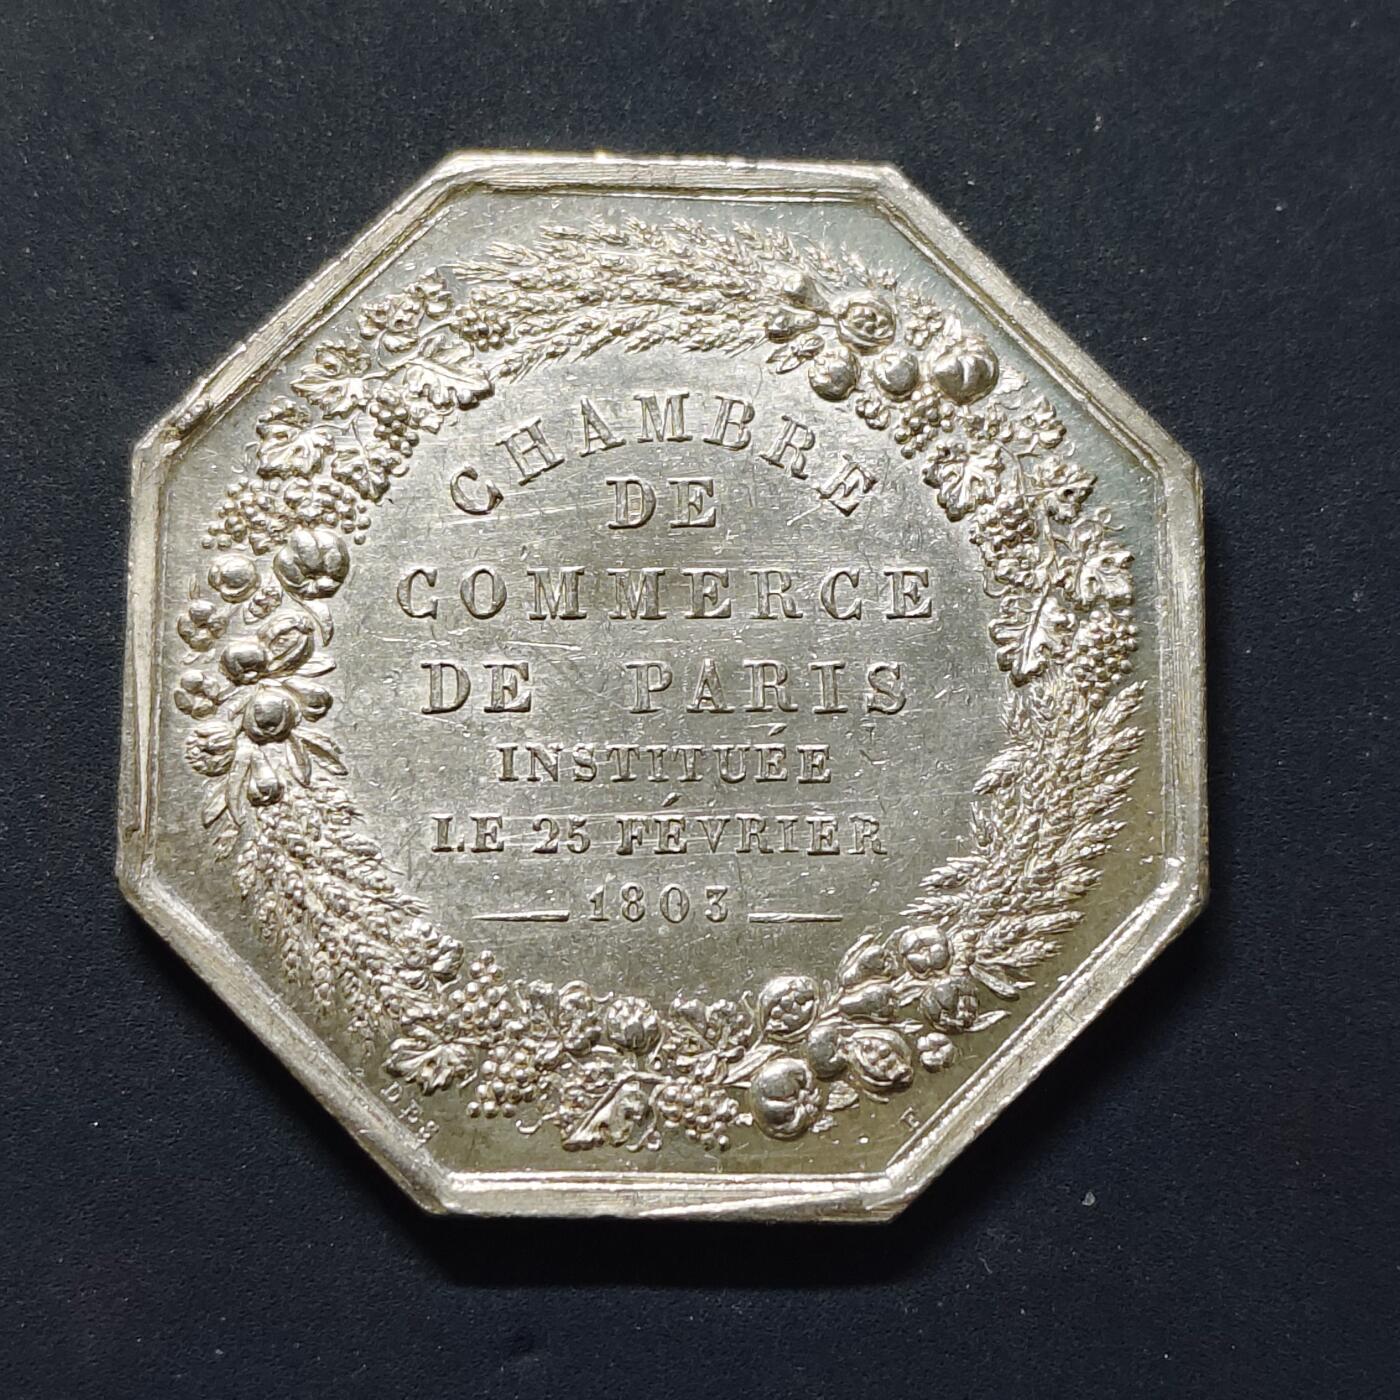 CHAMBRE
DE
COMMERCE
DE PARIS
INSTITUÉE
LE 25 FÉVRIER
1803
F